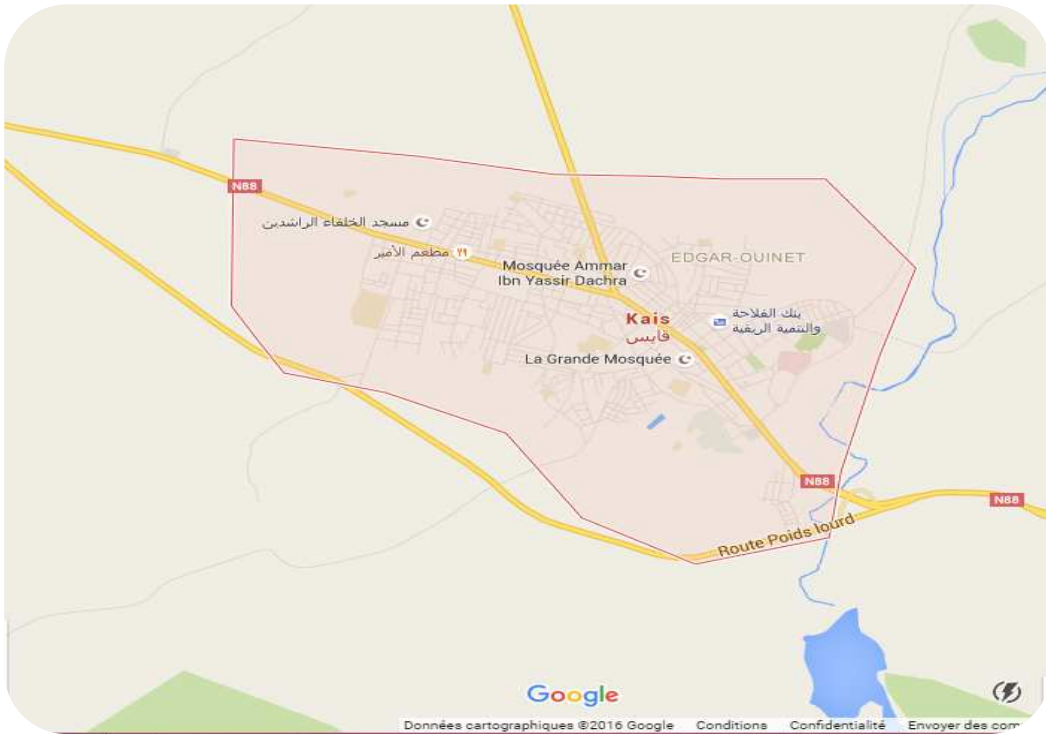 N88
مسجد الخلفاء الراشدين
مطعم الأمير
Mosquée Ammar
Ibn Yassir Dachra
EDGAR-OUINET
Kais
قايس
بنك الفلاحة
والتنمية الريفية
La Grande Mosquée
N88
N88
Route Poids lourd
Google
Données cartographiques ©2016 Google Conditions Confidentialité Envoyer des com